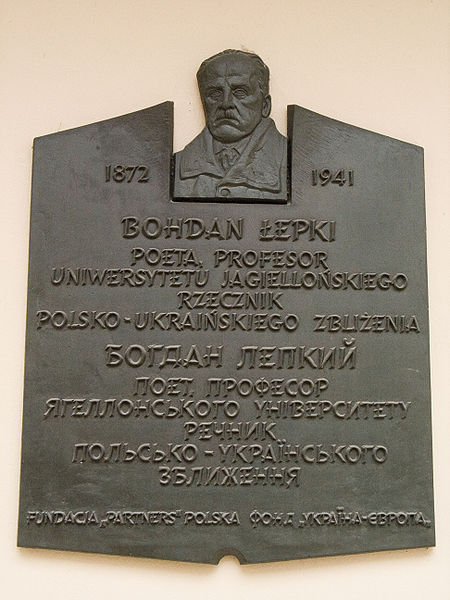 1872 1941
BOHDAN ŁEPKI
POETA, PROFESOR
UNIWERSYTETU JAGIELLOŃSKIEGO
RZECZNIK
POLSKO-UKRAIŃSKIEGO ZBLIŻENIA
БОГДАН ЛЕПКИЙ
ПОЕТ, ПРОФЕСОР
ЯГЕЛЛОНСЬКОГО УНІВЕРСИТЕТУ
РЕЧНИК
ПОЛЬСЬКО-УКРАЇНСЬКОГО
ЗБЛИЖЕННЯ
FUNDACJA „PARTNERS” POLSKA ФОНД „УКРАЇНА-ЄВРОПА„